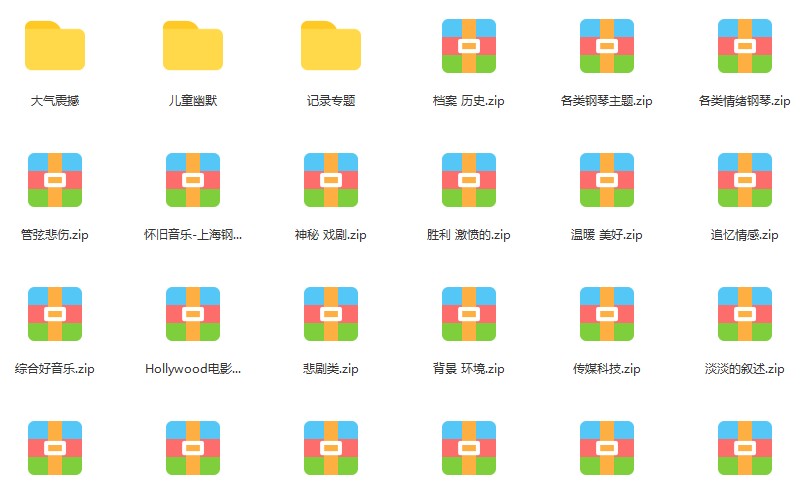 大气震撼
儿童幽默
记录专题
档案 历史.zip
各类钢琴主题.zip
各类情绪钢琴.zip
管弦悲伤.zip
怀旧音乐-上海钢...
神秘 戏剧.zip
胜利 激愤的.zip
温暖 美好.zip
追忆情感.zip
综合好音乐.zip
Hollywood电影...
悲剧类.zip
背景 环境.zip
传媒科技.zip
淡淡的叙述.zip